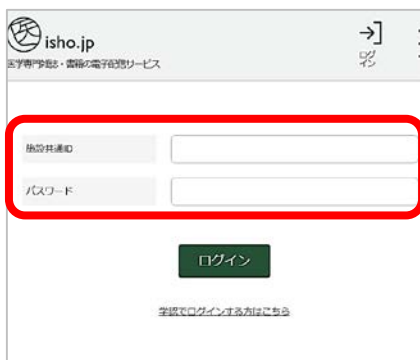 医 isho.jp
医学専門雑誌・書籍の電子配信サービス
ログ
イン
施設共通ID
パスワード
ログイン
学認でログインする方はこちら